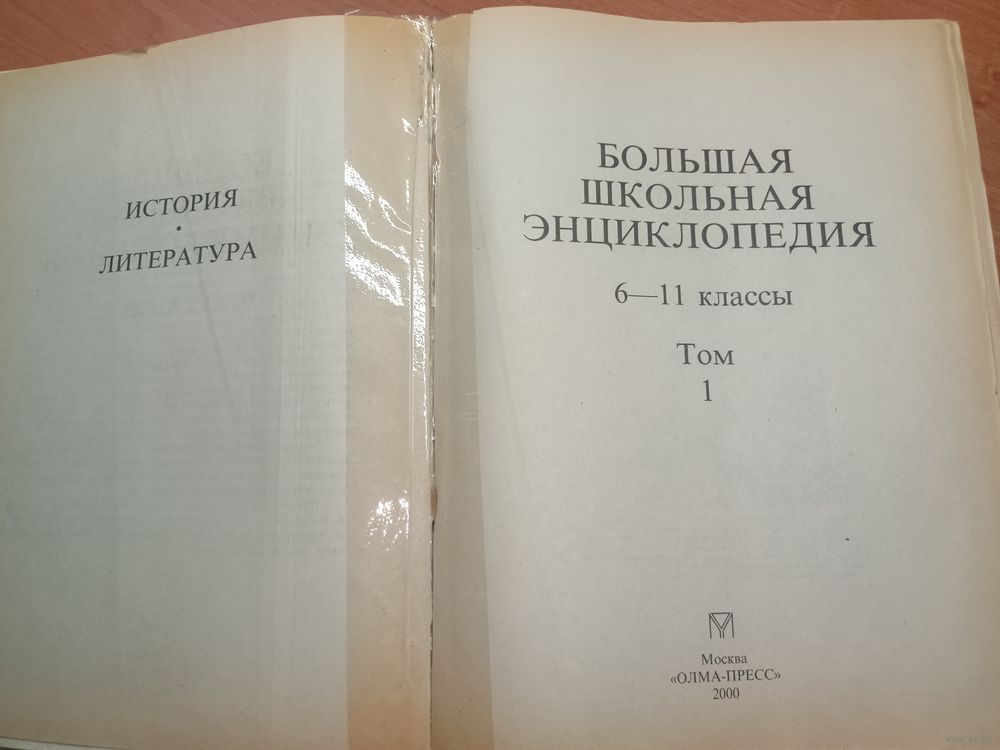 ИСТОРИЯ
•
ЛИТЕРАТУРА
БОЛЬШАЯ
ШКОЛЬНАЯ
ЭНЦИКЛОПЕДИЯ
6—11 классы
Том
1
Москва
«ОЛМА-ПРЕСС»
2000